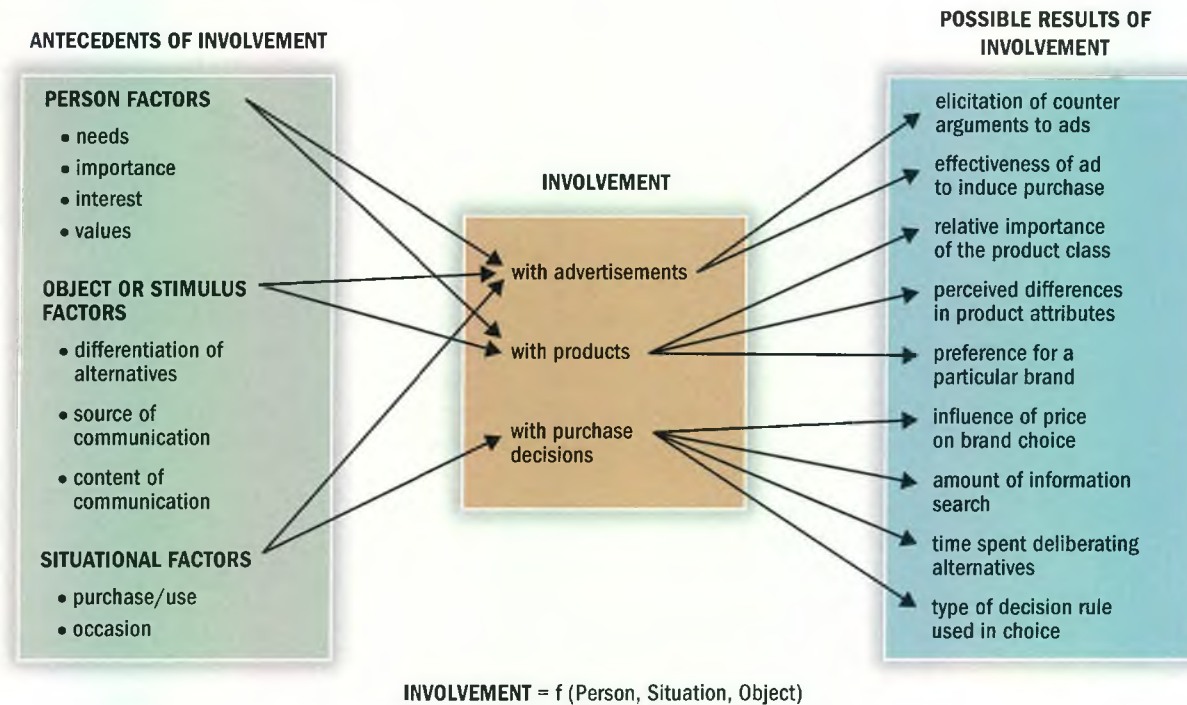 ANTECEDENTS OF INVOLVEMENT
PERSON FACTORS
• needs
• importance
• interest
• values
OBJECT OR STIMULUS
FACTORS
• differentiation of
alternatives
• source of
communication
• content of
communication
SITUATIONAL FACTORS
• purchase/use
• occasion
INVOLVEMENT
with advertisements
with products
with purchase
decisions
POSSIBLE RESULTS OF
INVOLVEMENT
elicitation of counter
arguments to ads
effectiveness of ad
to induce purchase
relative importance
of the product class
perceived differences
in product attributes
preference for a
particular brand
influence of price
on brand choice
amount of information
search
time spent deliberating
alternatives
type of decision rule
used in choice
INVOLVEMENT = f (Person, Situation, Object)